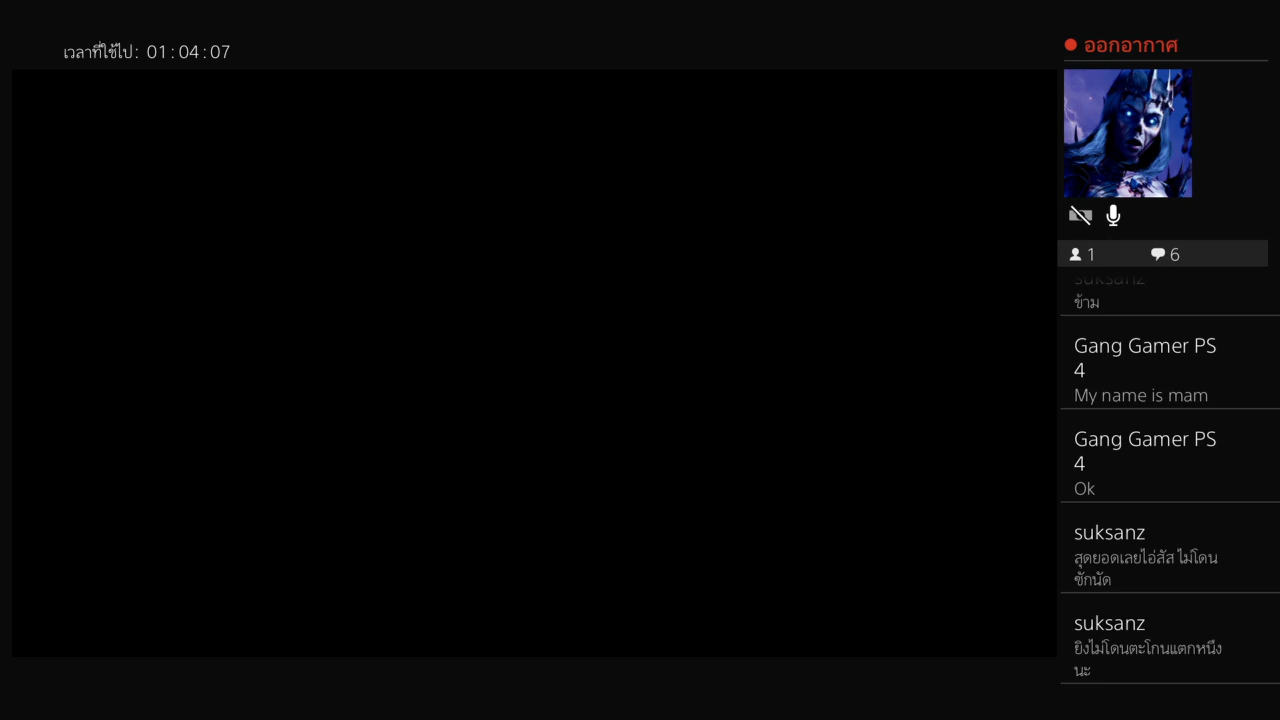 เวลาที่ใช้ไป: 01:04:07
ออกอากาศ
1 6
suksanz
ข้าม
Gang Gamer PS
4
My name is mam
Gang Gamer PS
4
Ok
suksanz
สุดยอดเลยไอ่สัส ไม่โดน
ซักนัด
suksanz
ยิงไม่โดนตะโกนแตกหนึ่ง
นะ